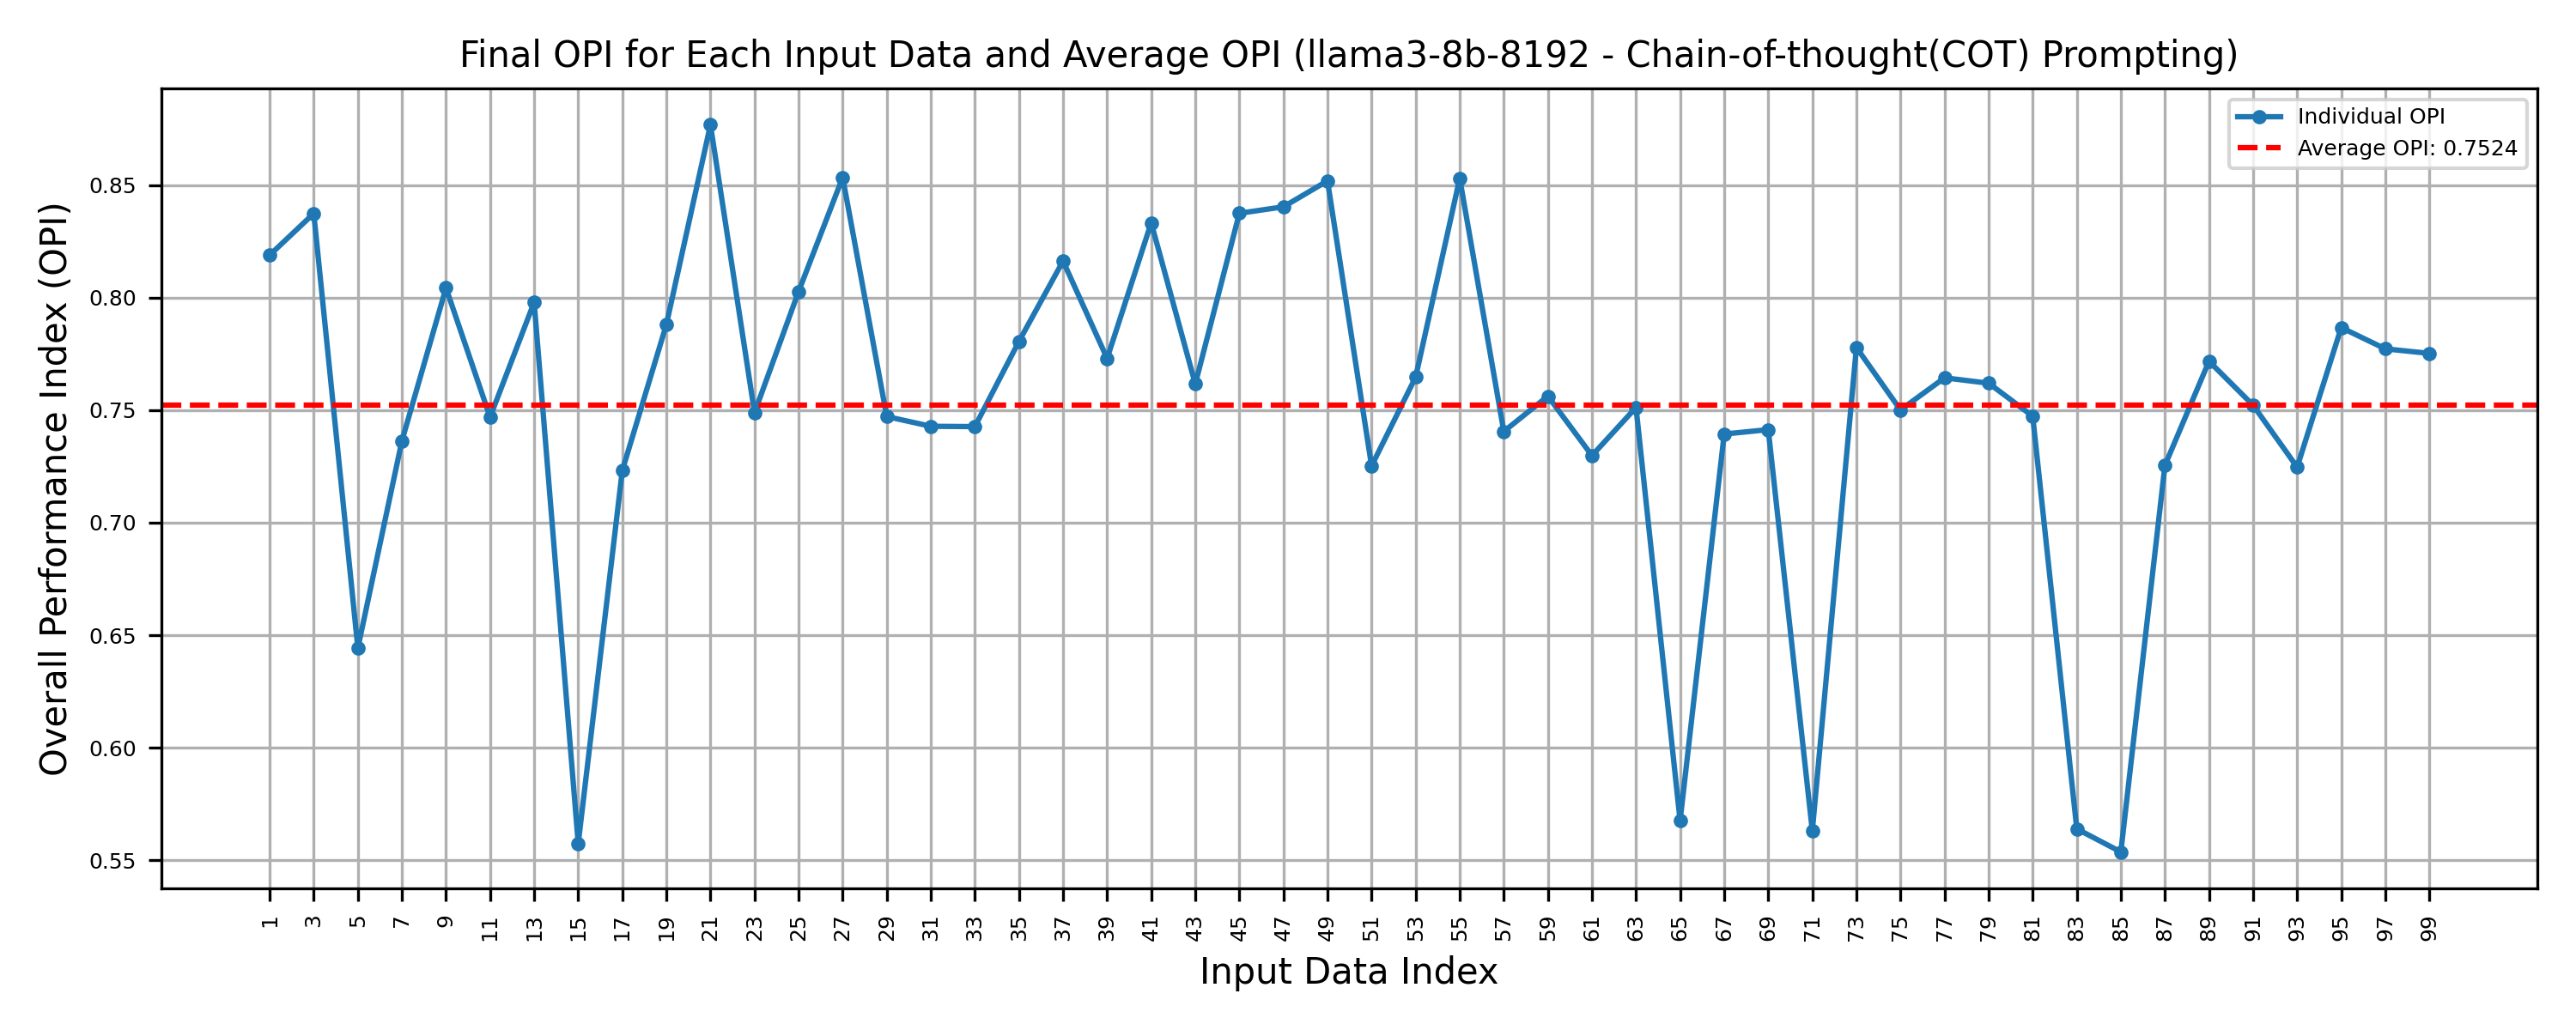 Final OPI for Each Input Data and Average OPI (llama3-8b-8192 - Chain-of-thought(COT) Prompting)
Individual OPI
Average OPI: 0.7524
Overall Performance Index (OPI)
0.85
0.80
0.75
0.70
0.65
0.60
0.55
1 3 5 7 9 11 13 15 17 19 21 23 25 27 29 31 33 35 37 39 41 43 45 47 49 51 53 55 57 59 61 63 65 67 69 71 73 75 77 79 81 83 85 87 89 91 93 95 97 99
Input Data Index